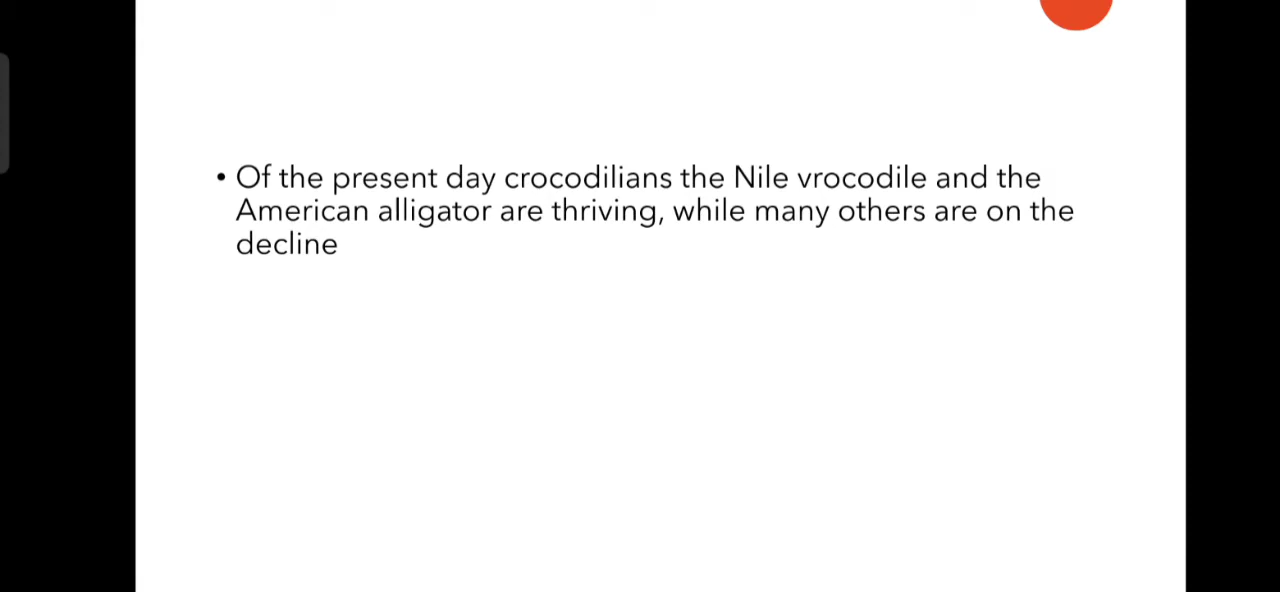 • Of the present day crocodilians the Nile vrocodile and the
American alligator are thriving, while many others are on the
decline